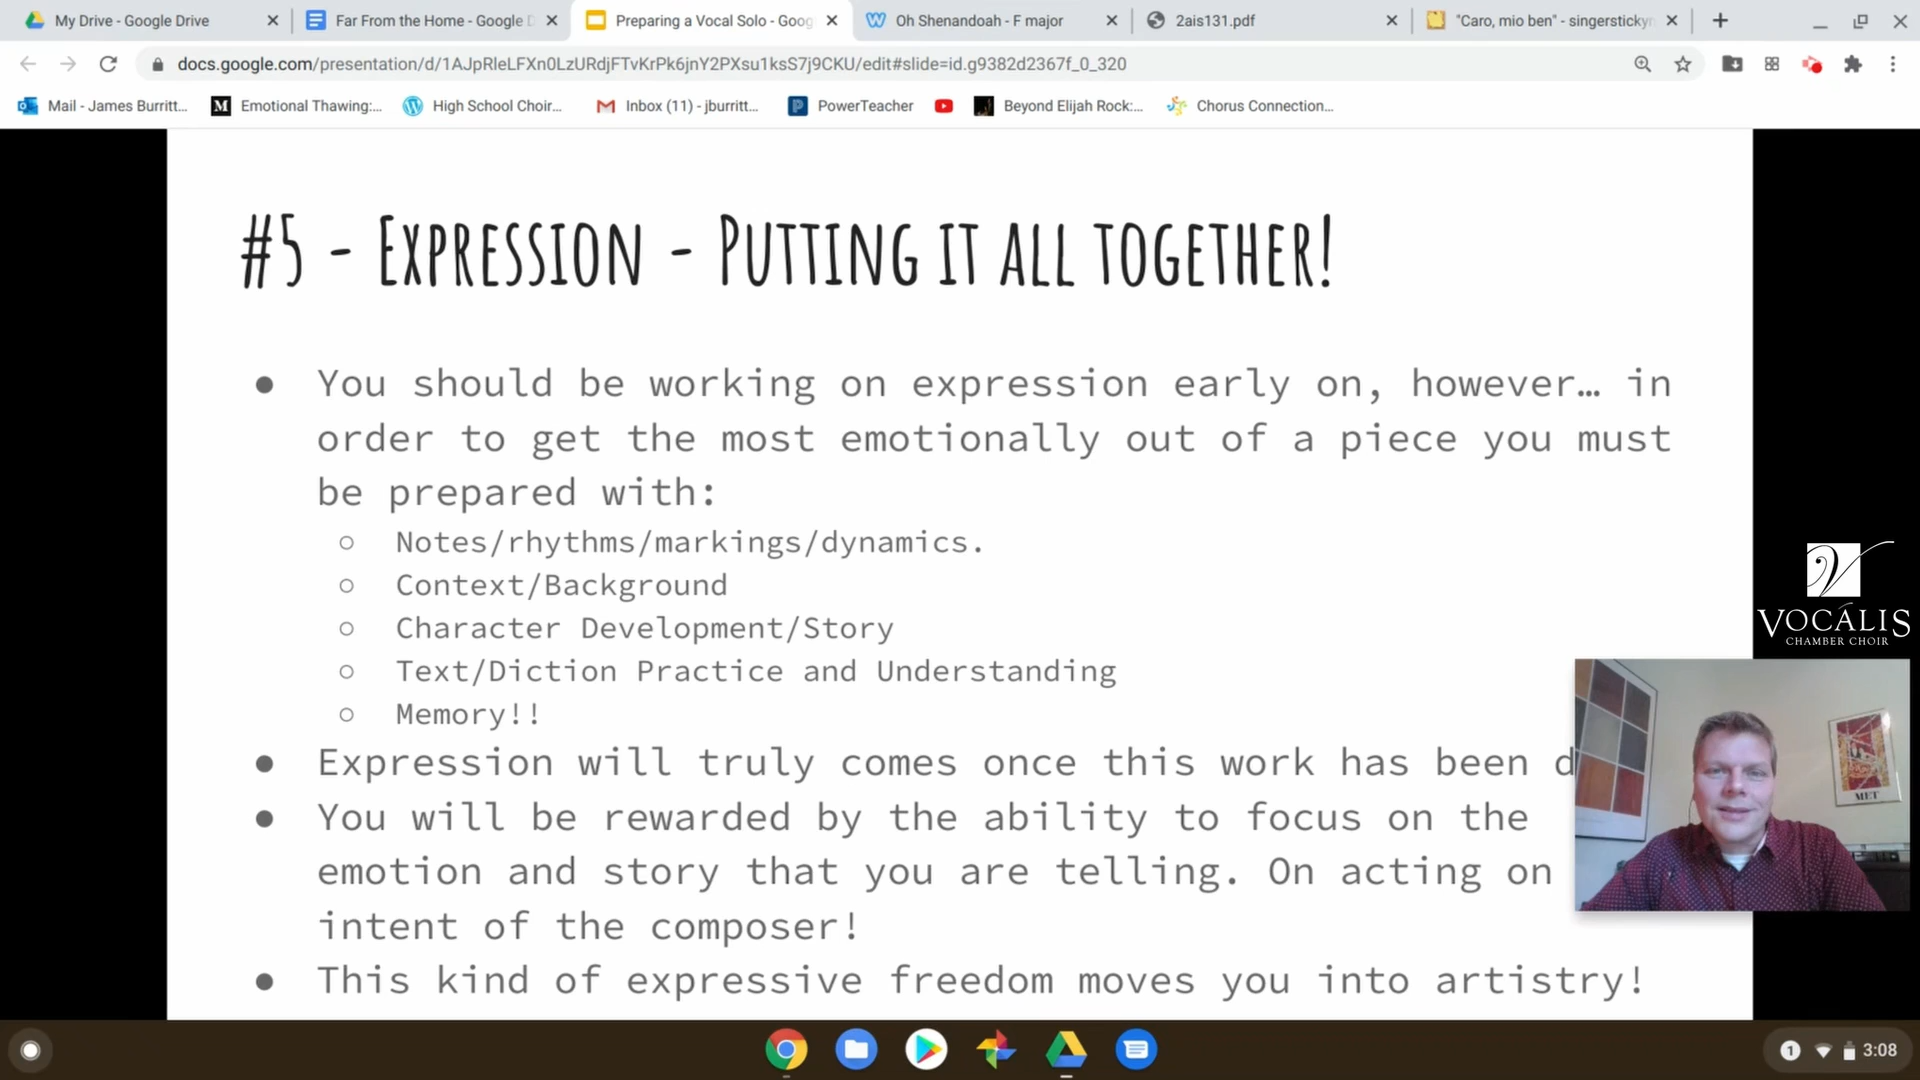 My Drive - Google Drive
Far From the Home - Google D
Preparing a Vocal Solo - Goog
Oh Shenandoah - F major
2ais131.pdf
"Caro, mio ben" - singerstickyn
docs.google.com/presentation/d/1AJpRleLFXn0LzURdjFTvKrPk6jnY2PXsu1ksS7j9CKU/edit#slide=id.g9382d2367f_0_320
Mail - James Burritt...
Emotional Thawing:...
High School Choir...
Inbox (11) - jburritt...
PowerTeacher
Beyond Elijah Rock:...
Chorus Connection...
#5 - Expression - Putting it all together!
● You should be working on expression early on, however… in
order to get the most emotionally out of a piece you must
be prepared with:
○ Notes/rhythms/markings/dynamics.
○ Context/Background
○ Character Development/Story
○ Text/Diction Practice and Understanding
○ Memory!!
● Expression will truly comes once this work has been d
● You will be rewarded by the ability to focus on the
emotion and story that you are telling. On acting on
intent of the composer!
● This kind of expressive freedom moves you into artistry!
VOCÁLIS
CHAMBER CHOIR
MET
1 3:08